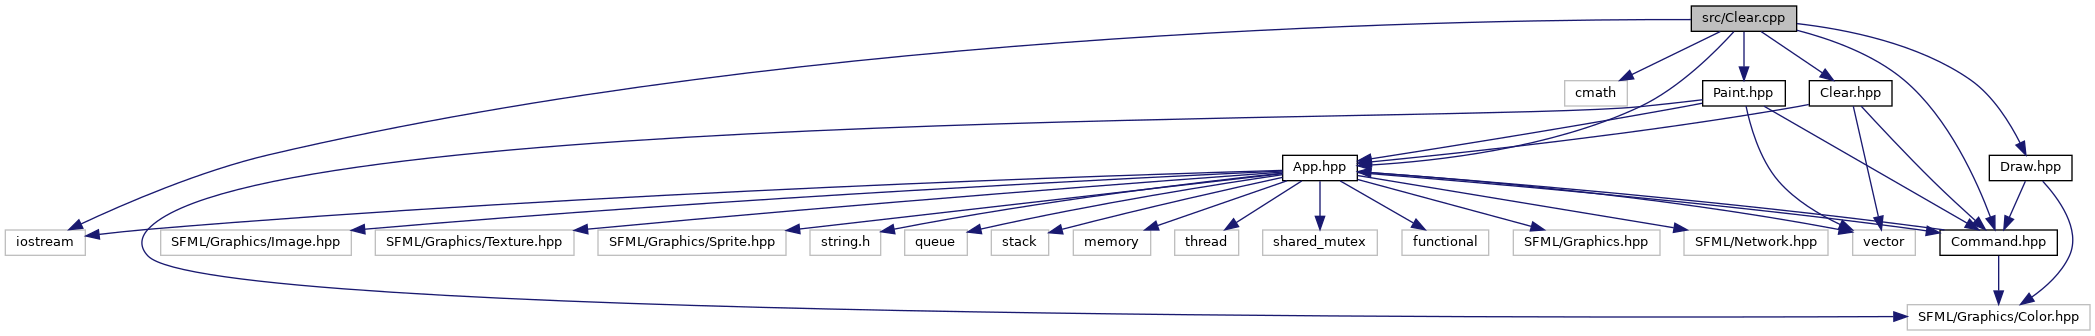 src/Clear.cpp
cmath
Paint.hpp
Clear.hpp
App.hpp
Draw.hpp
iostream
SFML/Graphics/Image.hpp
SFML/Graphics/Texture.hpp
SFML/Graphics/Sprite.hpp
string.h
queue
stack
memory
thread
shared_mutex
functional
SFML/Graphics.hpp
SFML/Network.hpp
vector
Command.hpp
SFML/Graphics/Color.hpp